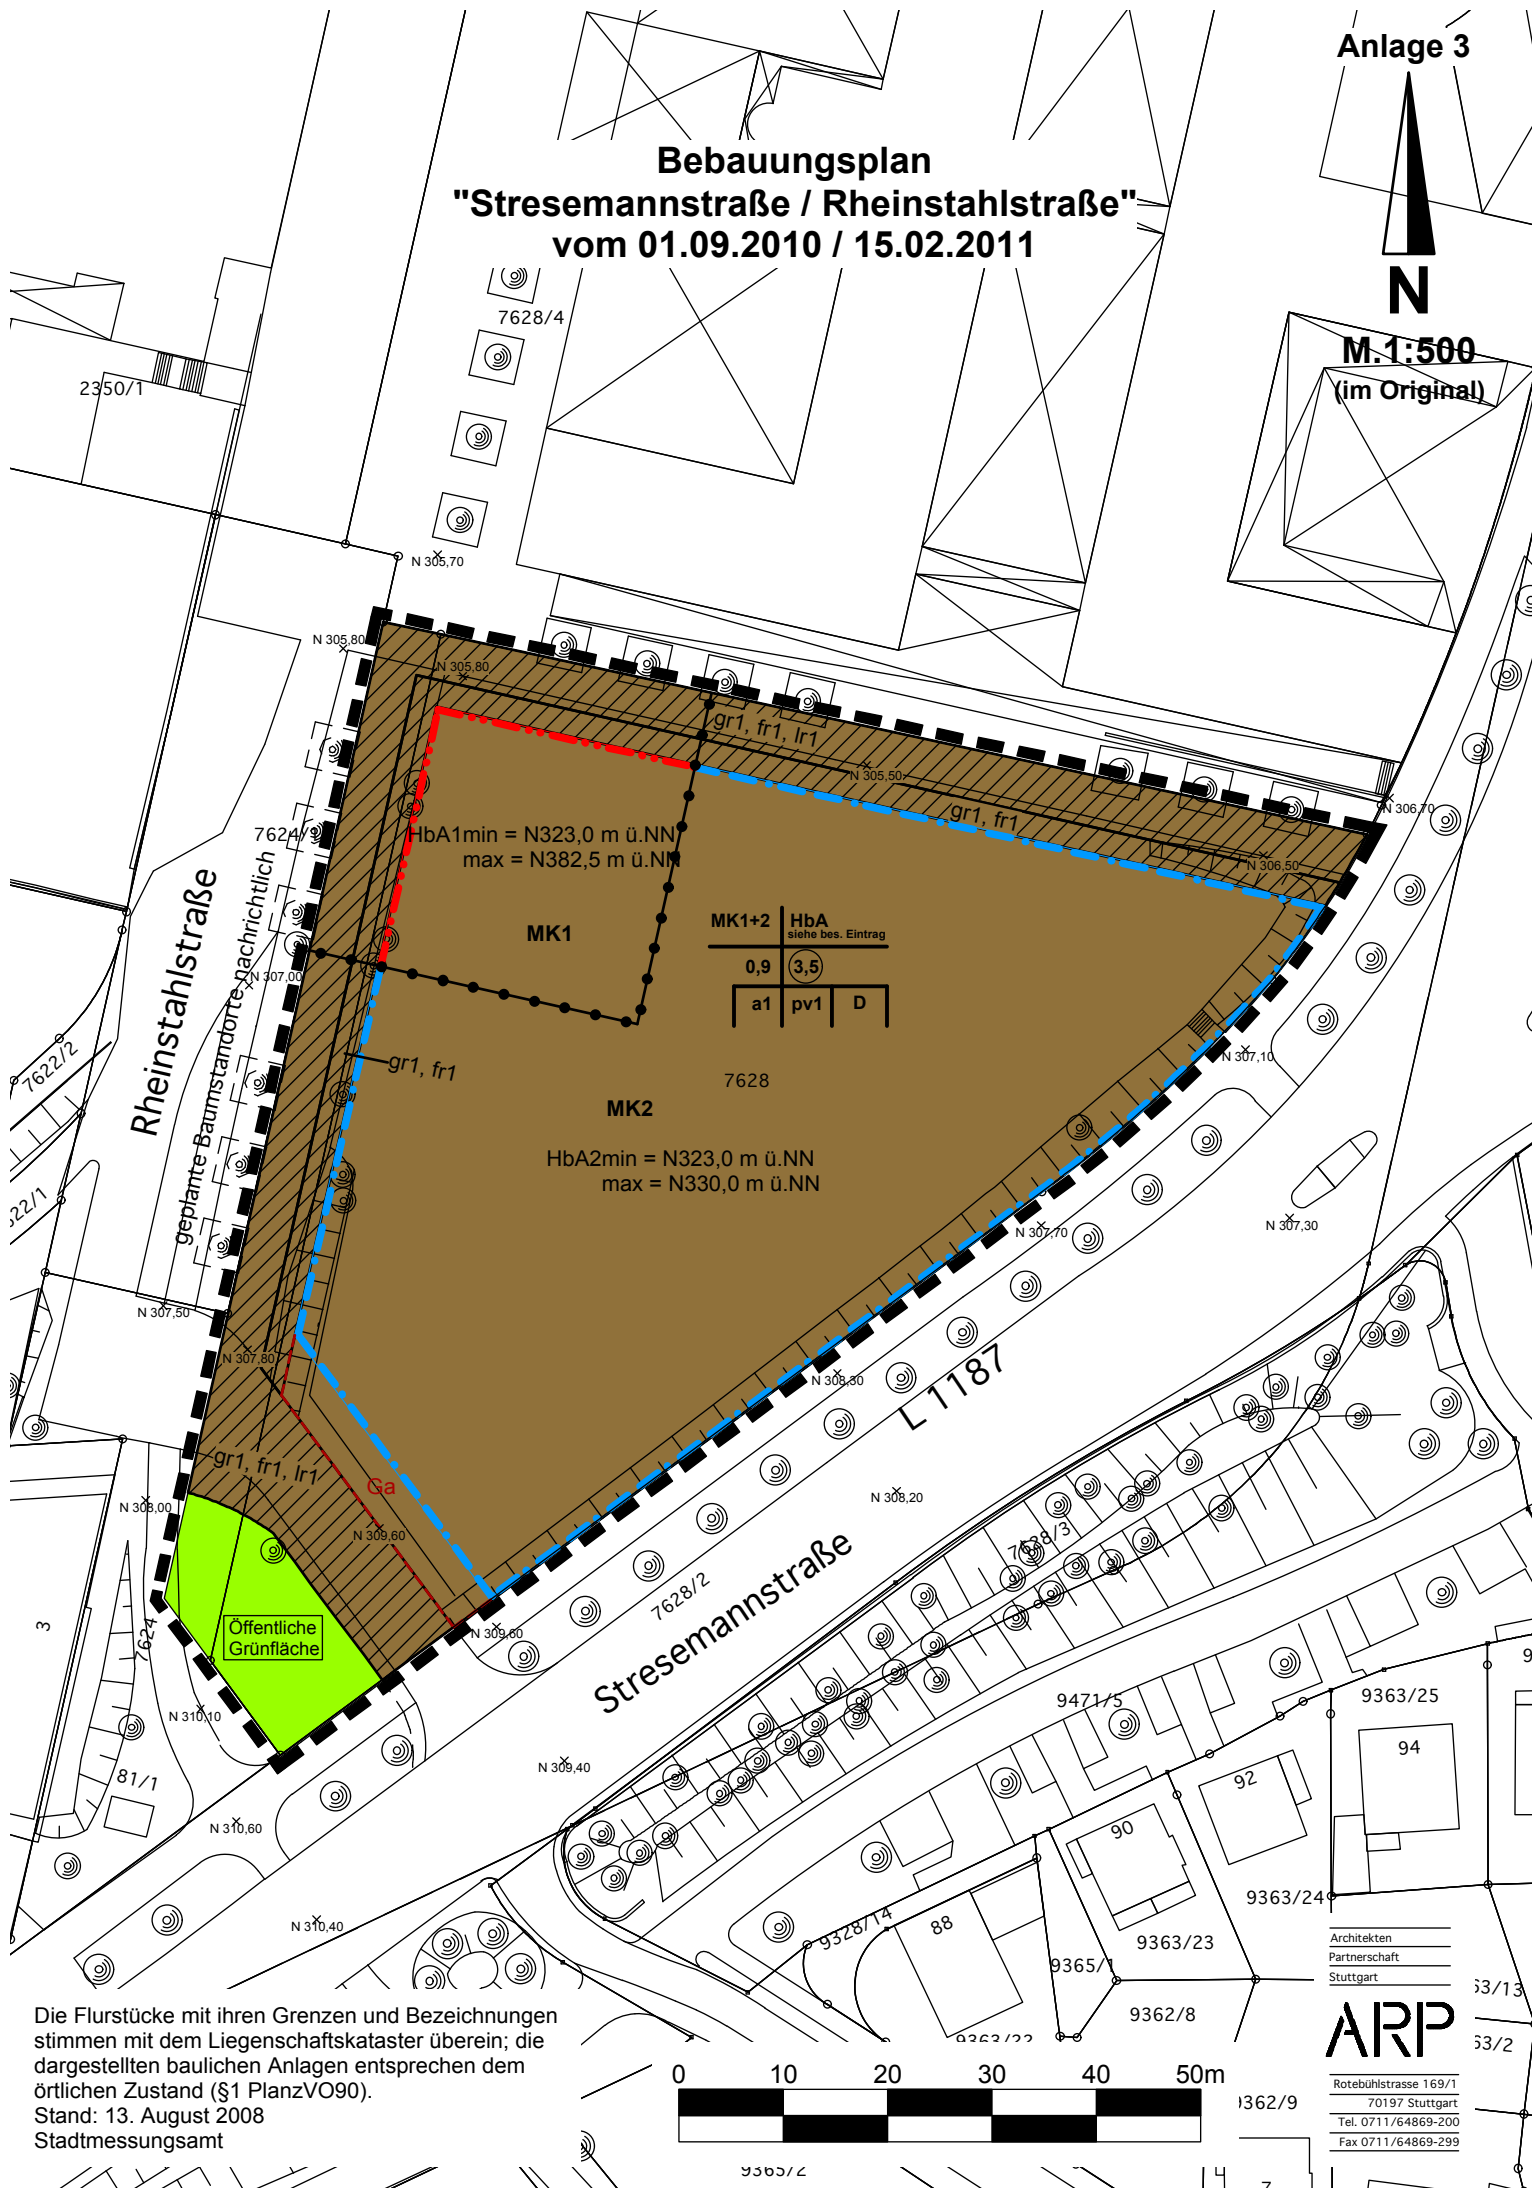 Anlage 3
Bebauungsplan
"Stresemannstraße / Rheinstahlstraße"
vom 01.09.2010 / 15.02.2011
N
M.1:500
(im Original)
7628/4
2350/1
N 305,70
N 305,80
N 305,80
gr1, fr1, lr1
N 305,50
gr1, fr1
N 306,70
N 306,50
7624/1
HbA1min = N323,0 m ü.NN
max = N382,5 m ü.NN
MK1
MK1+2
HbA
siehe bes. Eintrag
0,9
3,5
a1
pv1
D
Rheinstahlstraße
geplante Baumstandorte nachrichtlich
N 307,00
7622/2
gr1, fr1
7628
MK2
N 307,10
HbA2min = N323,0 m ü.NN
max = N330,0 m ü.NN
N 307,70
N 307,30
N 307,50
N 307,80
N 308,30
L 1187
gr1, fr1, lr1
Ga
N 308,00
N 308,20
N 309,60
7628/3
7628/2
Stresemannstraße
3
7624
Öffentliche
Grünfläche
N 309,60
N 310,10
9471/5
9363/25
94
92
N 309,40
81/1
N 310,60
90
9363/24
N 310,40
9328/14
88
9363/23
9365/1
9362/8
Architekten
Partnerschaft
Stuttgart
ARP
Rotebühlstrasse 169/1
70197 Stuttgart
Tel. 0711/64869-200
Fax 0711/64869-299
Die Flurstücke mit ihren Grenzen und Bezeichnungen
stimmen mit dem Liegenschaftskataster überein; die
dargestellten baulichen Anlagen entsprechen dem
örtlichen Zustand (§1 PlanzVO90).
Stand: 13. August 2008
Stadtmessungsamt
0 10 20 30 40 50m
9362/9
9365/2